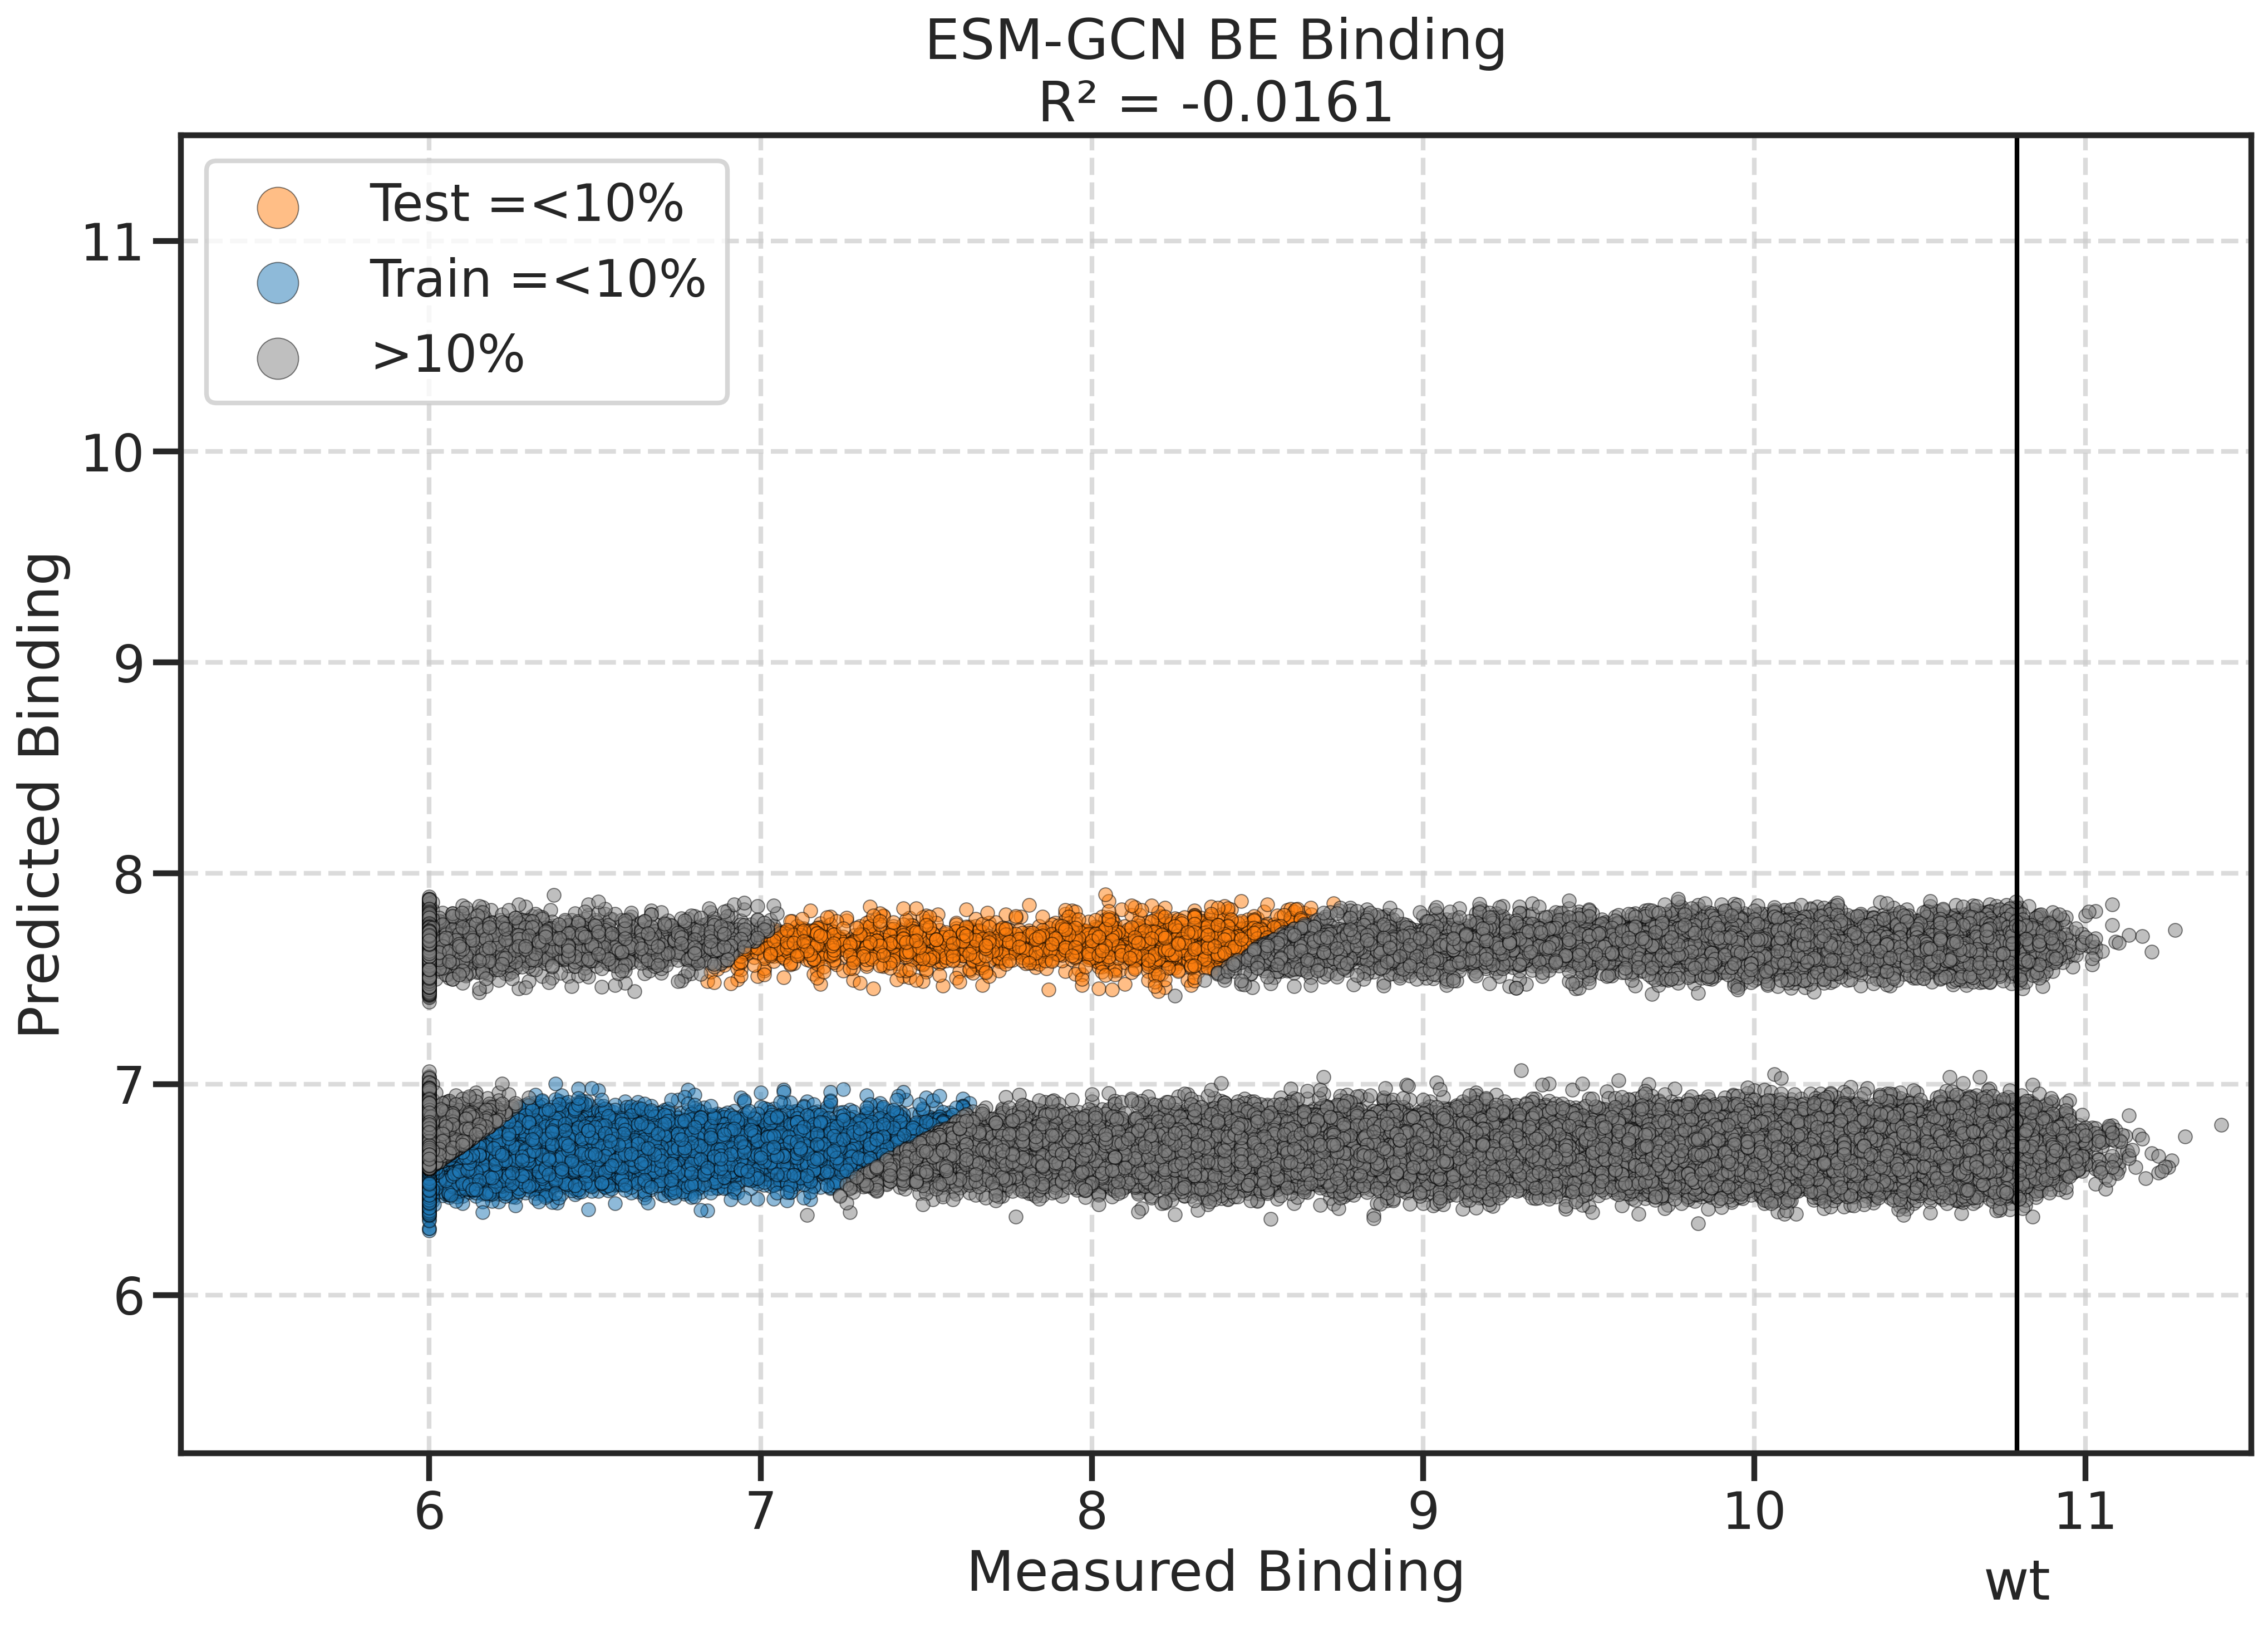 ESM-GCN BE Binding
R² = -0.0161
Test =<10%
Train =<10%
>10%
11
10
9
8
7
6
Predicted Binding
6
7
8
9
10
11
Measured Binding
wt